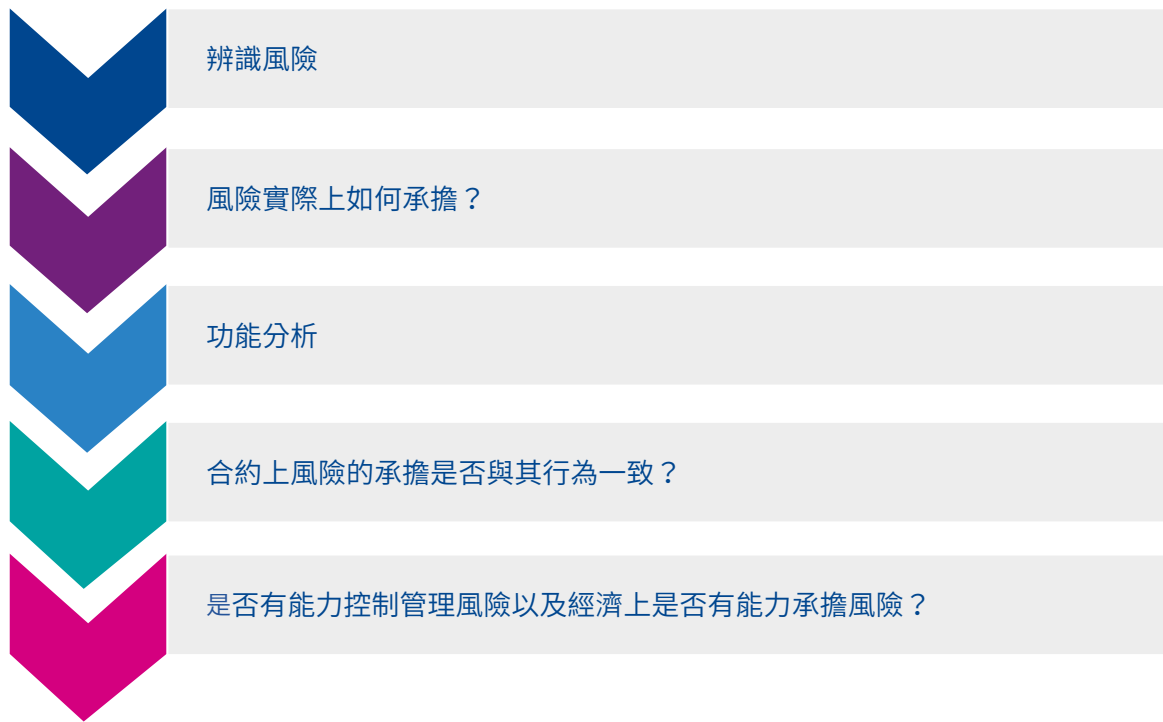 辨識風險
風險實際上如何承擔？
功能分析
合約上風險的承擔是否與其行為一致？
是否有能力控制管理風險以及經濟上是否有能力承擔風險？